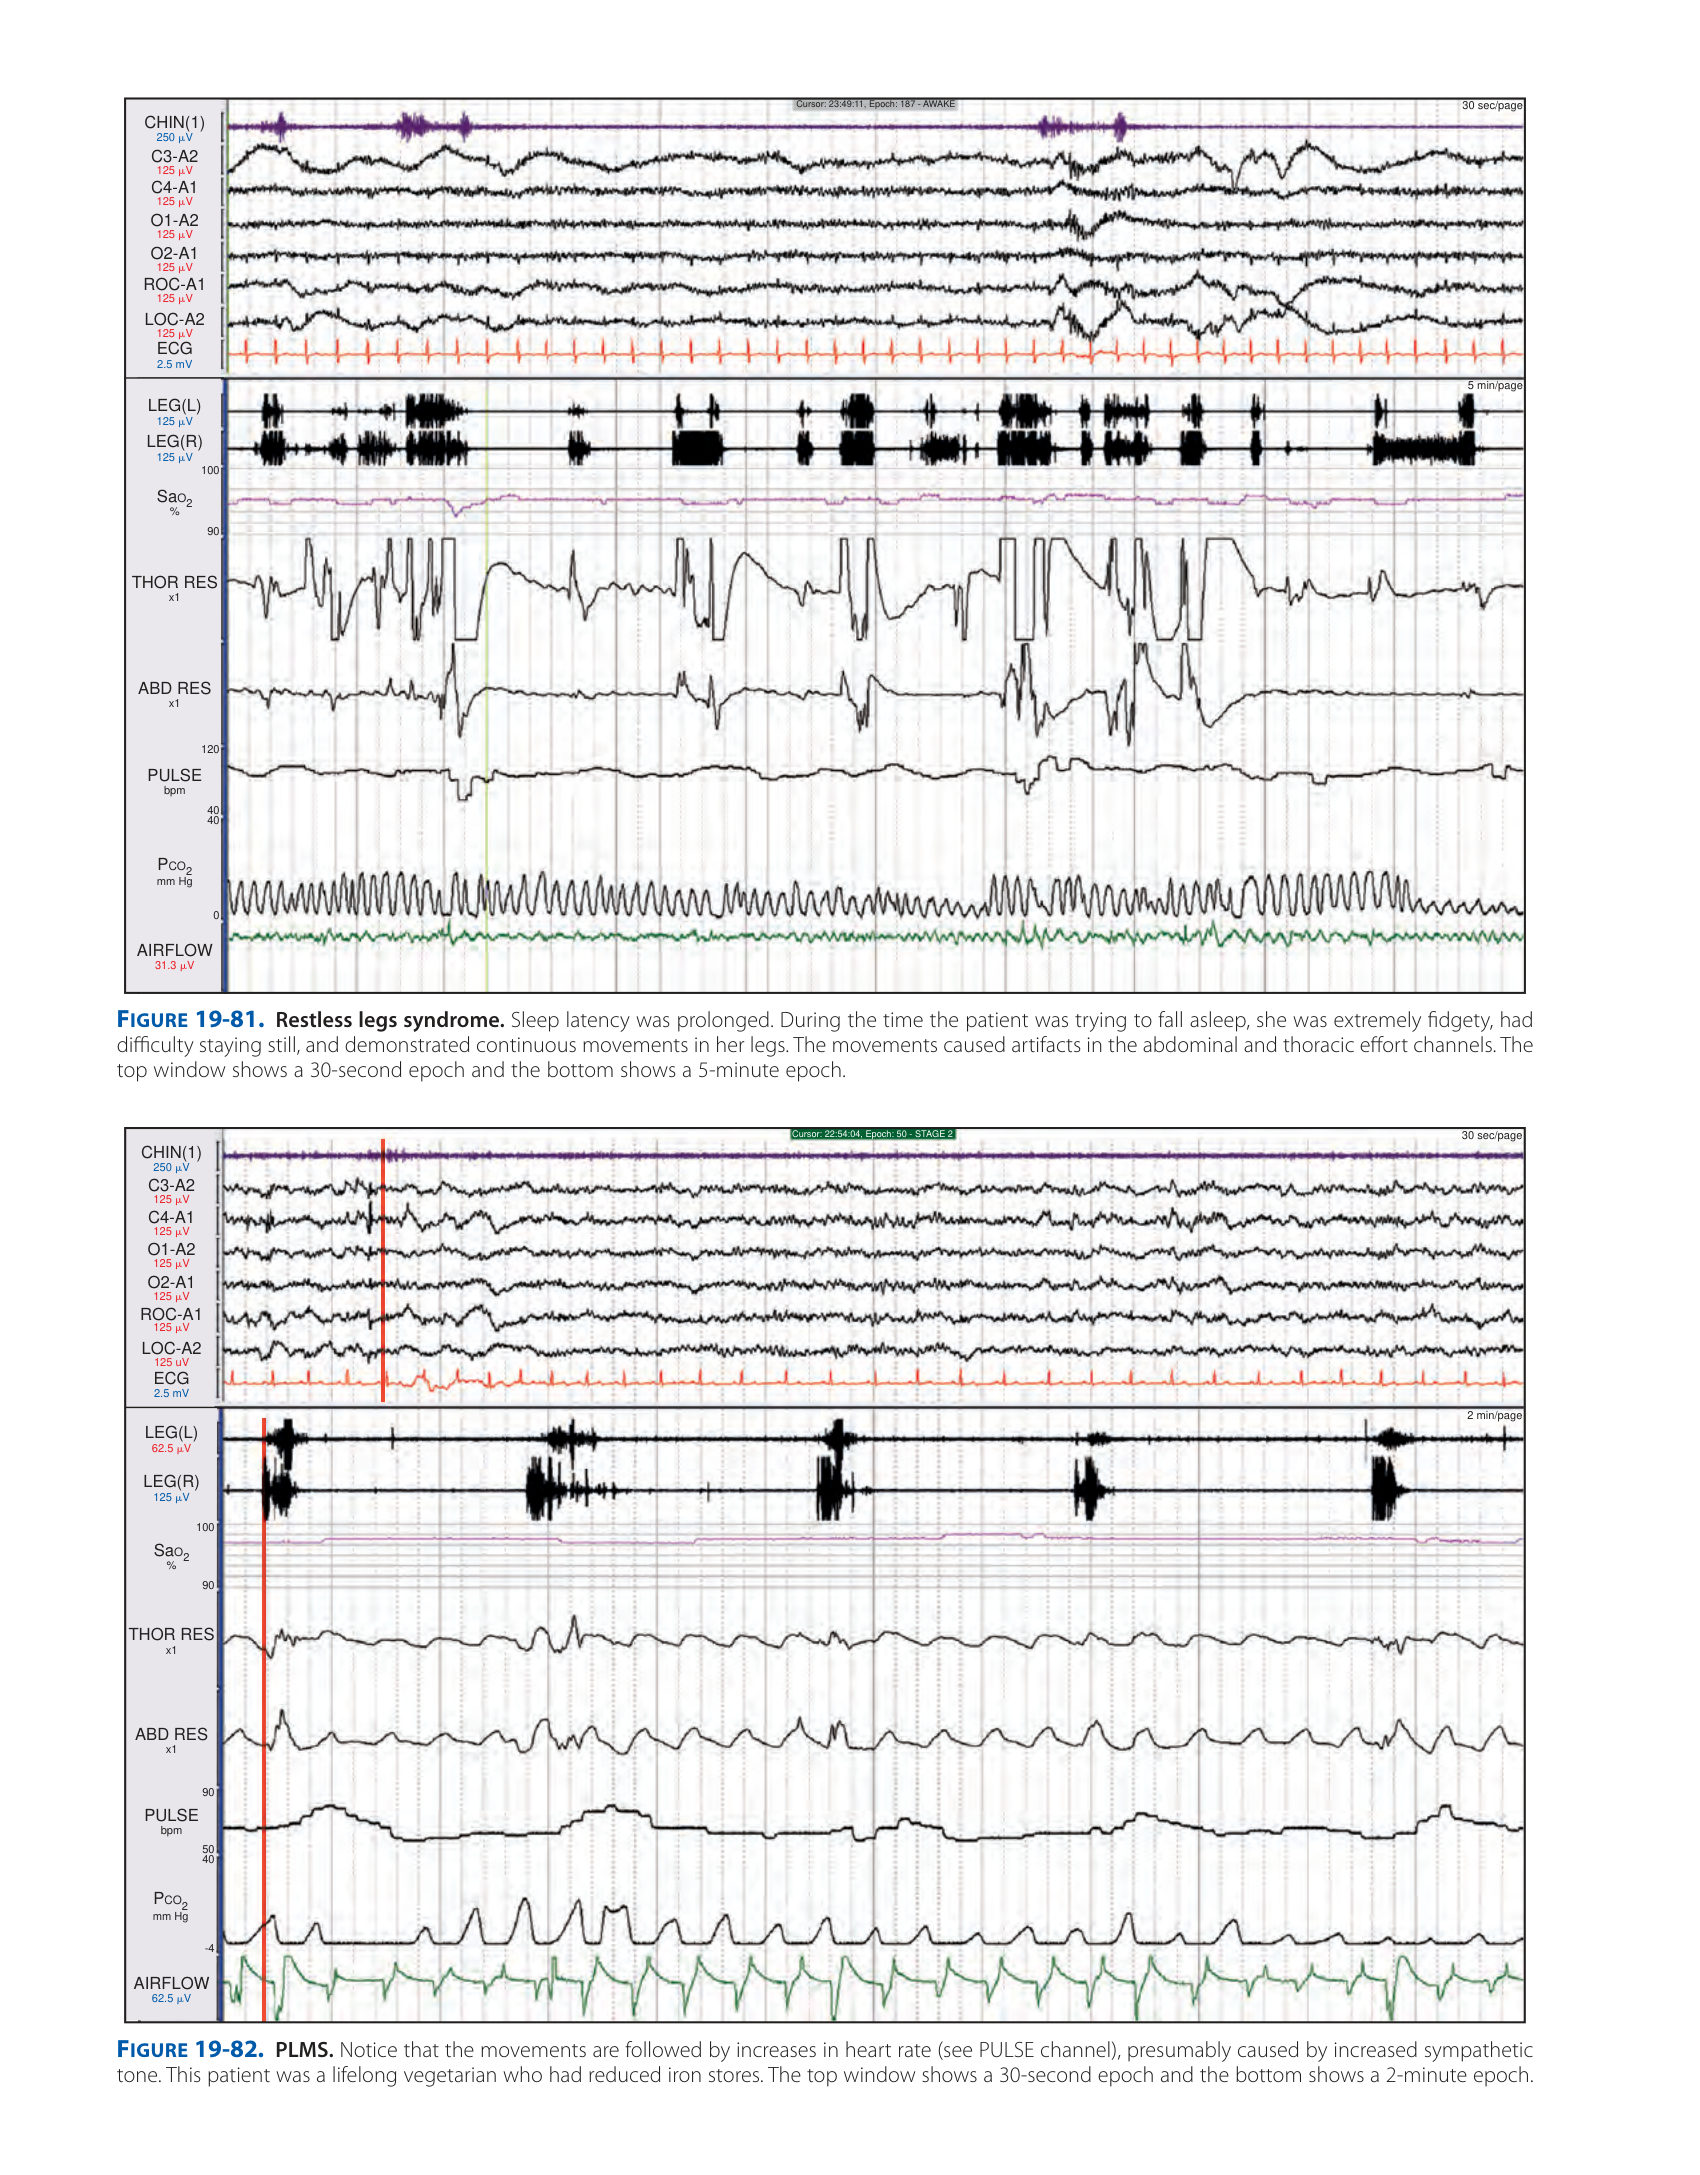 Cursor: 23:49:11, Epoch: 187 - AWAKE
30 sec/page
CHIN(1)
250 µV
C3-A2
125 µV
C4-A1
125 µV
O1-A2
125 µV
O2-A1
125 µV
ROC-A1
125 µV
LOC-A2
125 µV
ECG
2.5 mV
5 min/page
LEG(L)
125 µV
LEG(R)
125 µV
100
SaO2
%
90
THOR RES
x1
ABD RES
x1
120
PULSE
bpm
40
40
PCO2
mm Hg
0
AIRFLOW
31.3 µV
FIGURE 19-81. Restless legs syndrome. Sleep latency was prolonged. During the time the patient was trying to fall asleep, she was extremely fidgety, had
difficulty staying still, and demonstrated continuous movements in her legs. The movements caused artifacts in the abdominal and thoracic effort channels. The
top window shows a 30-second epoch and the bottom shows a 5-minute epoch.
Cursor: 22:54:04, Epoch: 50 - STAGE 2
30 sec/page
CHIN(1)
250 µV
C3-A2
125 µV
C4-A1
125 µV
O1-A2
125 µV
O2-A1
125 µV
ROC-A1
125 µV
LOC-A2
125 uV
ECG
2.5 mV
2 min/page
LEG(L)
62.5 µV
LEG(R)
125 µV
100
SaO2
%
90
THOR RES
x1
ABD RES
x1
90
PULSE
bpm
50
40
PCO2
mm Hg
-4
AIRFLOW
62.5 µV
FIGURE 19-82. PLMS. Notice that the movements are followed by increases in heart rate (see PULSE channel), presumably caused by increased sympathetic
tone. This patient was a lifelong vegetarian who had reduced iron stores. The top window shows a 30-second epoch and the bottom shows a 2-minute epoch.